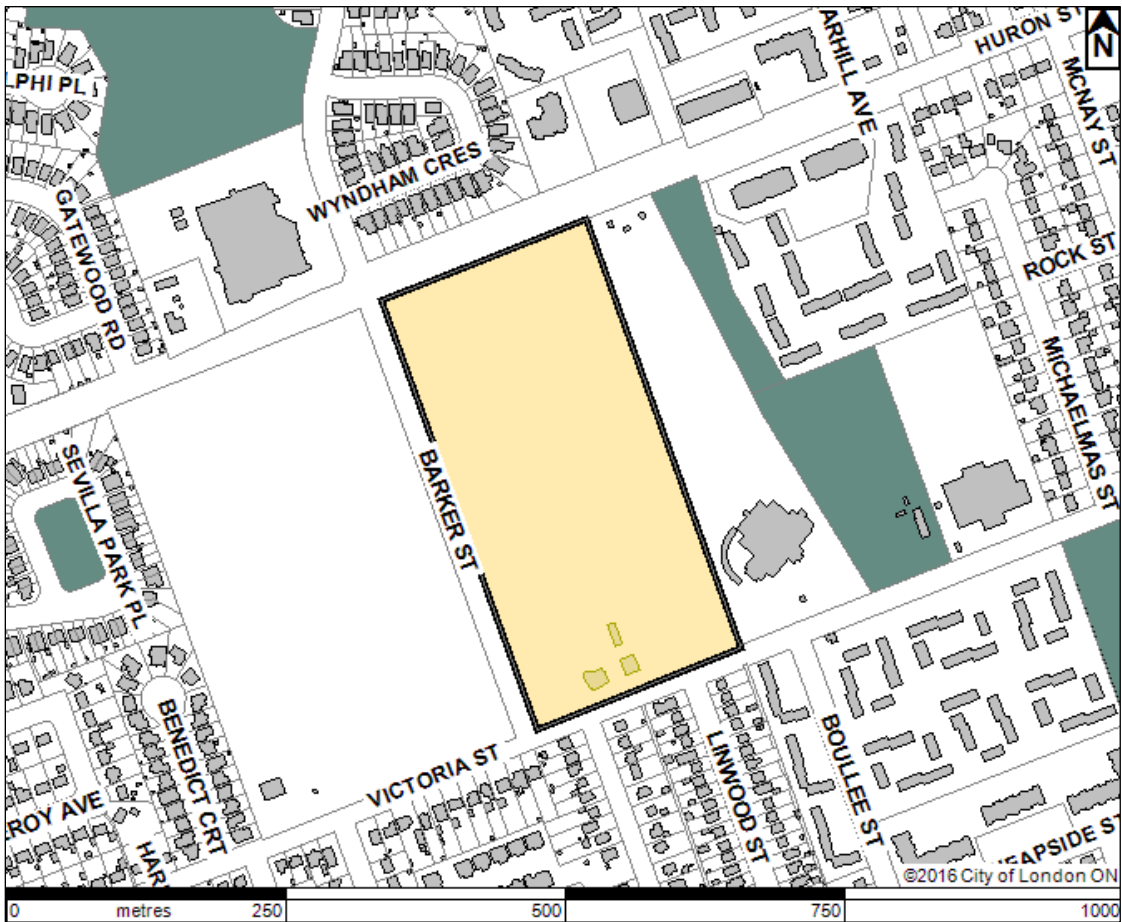 HURON ST
ARHILL AVE
N
MCNAY ST
LPHI PL
WYNDHAM CRES
GATEWOOD RD
ROCK ST
MICHAELMAS ST
SEVILLA PARK PL
BARKER ST
BENEDICT CRT
VICTORIA ST
LINWOOD ST
BOULLEE ST
ROY AVE
HAR
EAPSIDE ST
©2016 City of London ON
0 metres 250 500 750 1000